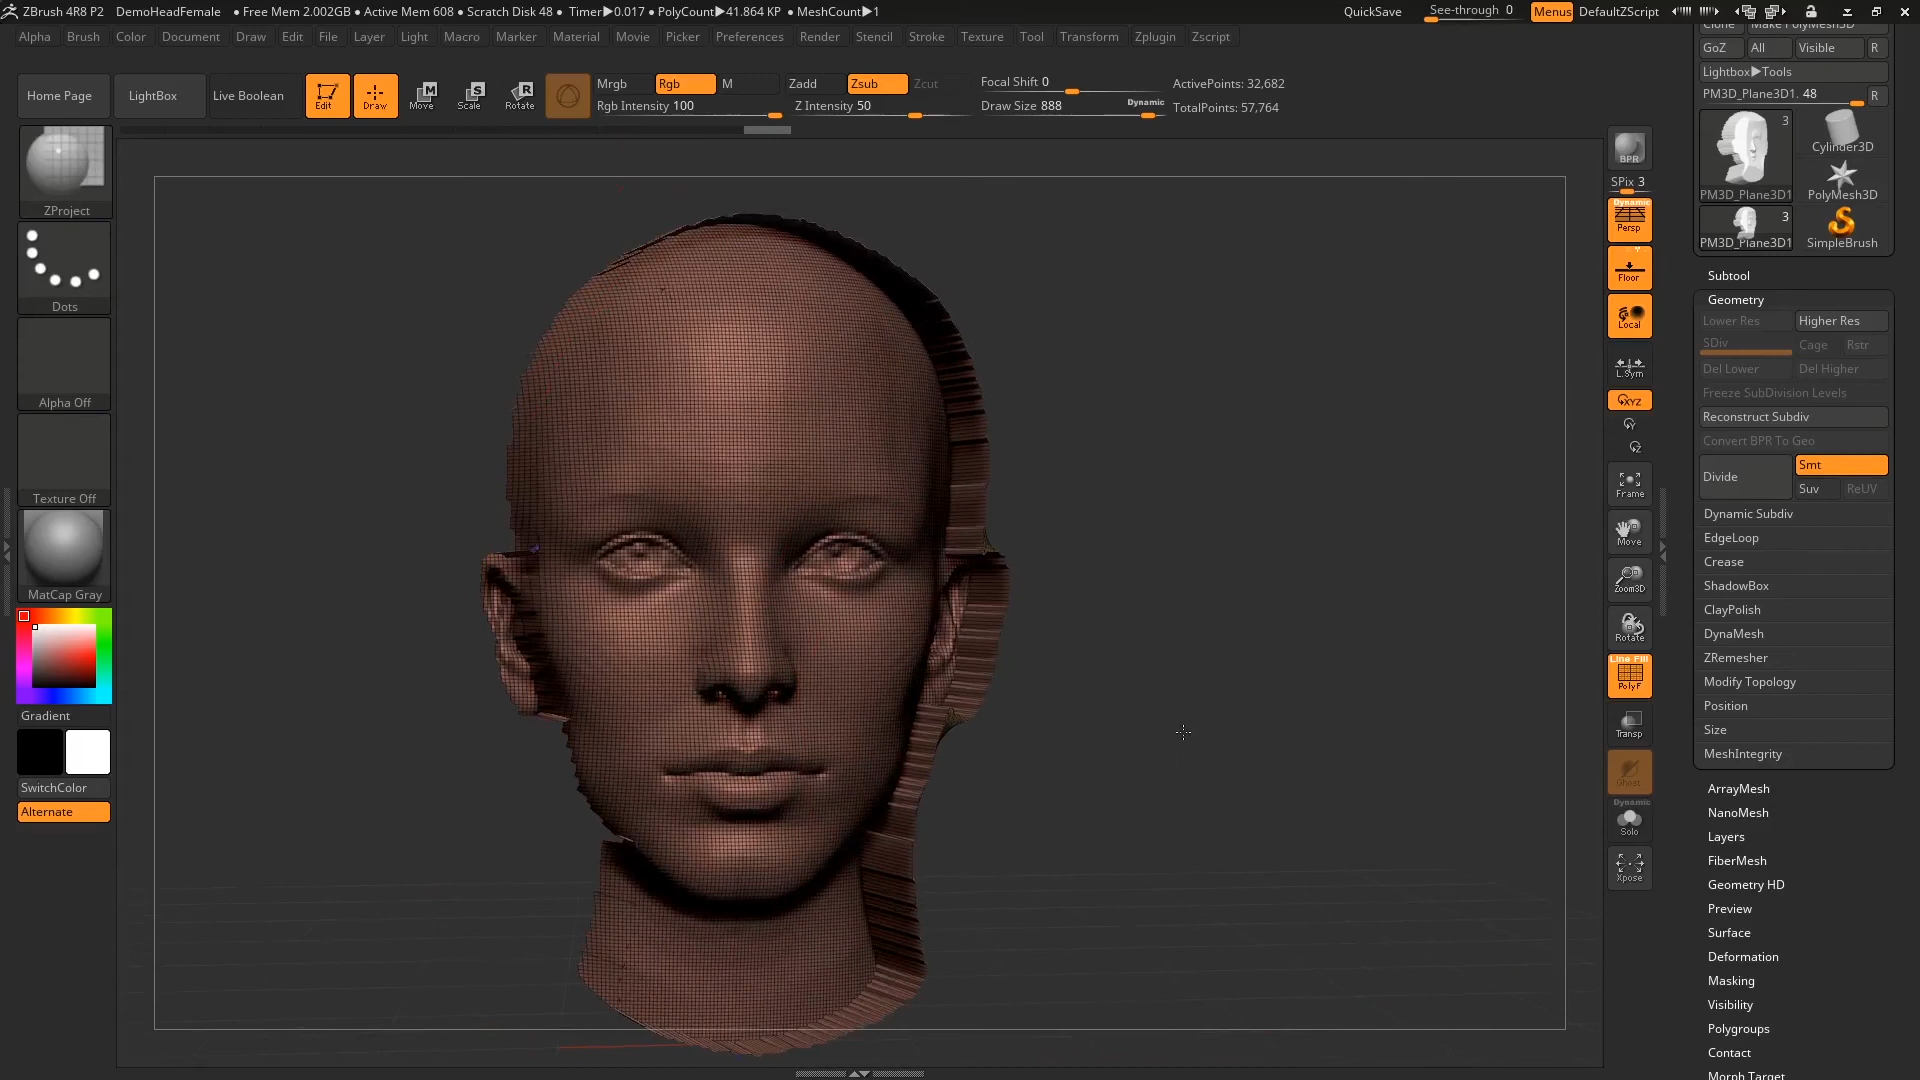 ZBrush 4R8 P2 DemoHeadFemale • Free Mem 2.002GB • Active Mem 608 • Scratch Disk 48 • Timer▶0.017 • PolyCount▶41.864 KP • MeshCount▶1 QuickSave See-through 0 Menus DefaultZScript
Alpha Brush Color Document Draw Edit File Layer Light Macro Marker Material Movie Picker Preferences Render Stencil Stroke Texture Tool Transform Zplugin Zscript
Home Page LightBox Live Boolean Edit Draw Move Scale Rotate
Mrgb Rgb M Zadd Zsub Zcut Focal Shift 0 ActivePoints: 32,682
Rgb Intensity 100 Z Intensity 50 Draw Size 888 Dynamic TotalPoints: 57,764
ZProject
Dots
Alpha Off
Texture Off
MatCap Gray
Gradient
SwitchColor
Alternate
BPR
SPix 3
Dynamic
Persp
Floor
Local
L.Sym
XYZ
Y
Z
Frame
Move
Zoom3D
Rotate
Line Fill
PolyF
Transp
Ghost
Dynamic
Solo
Xpose
Clone Make PolyMesh3D
GoZ All Visible R
Lightbox▶Tools
PM3D_Plane3D1. 48 R
3
Cylinder3D
PM3D_Plane3D1 PolyMesh3D
3
PM3D_Plane3D1 SimpleBrush
Subtool
Geometry
Lower Res Higher Res
SDiv Cage Rstr
Del Lower Del Higher
Freeze SubDivision Levels
Reconstruct Subdiv
Convert BPR To Geo
Divide Smt
Suv ReUV
Dynamic Subdiv
EdgeLoop
Crease
ShadowBox
ClayPolish
DynaMesh
ZRemesher
Modify Topology
Position
Size
MeshIntegrity
ArrayMesh
NanoMesh
Layers
FiberMesh
Geometry HD
Preview
Surface
Deformation
Masking
Visibility
Polygroups
Contact
Morph Target